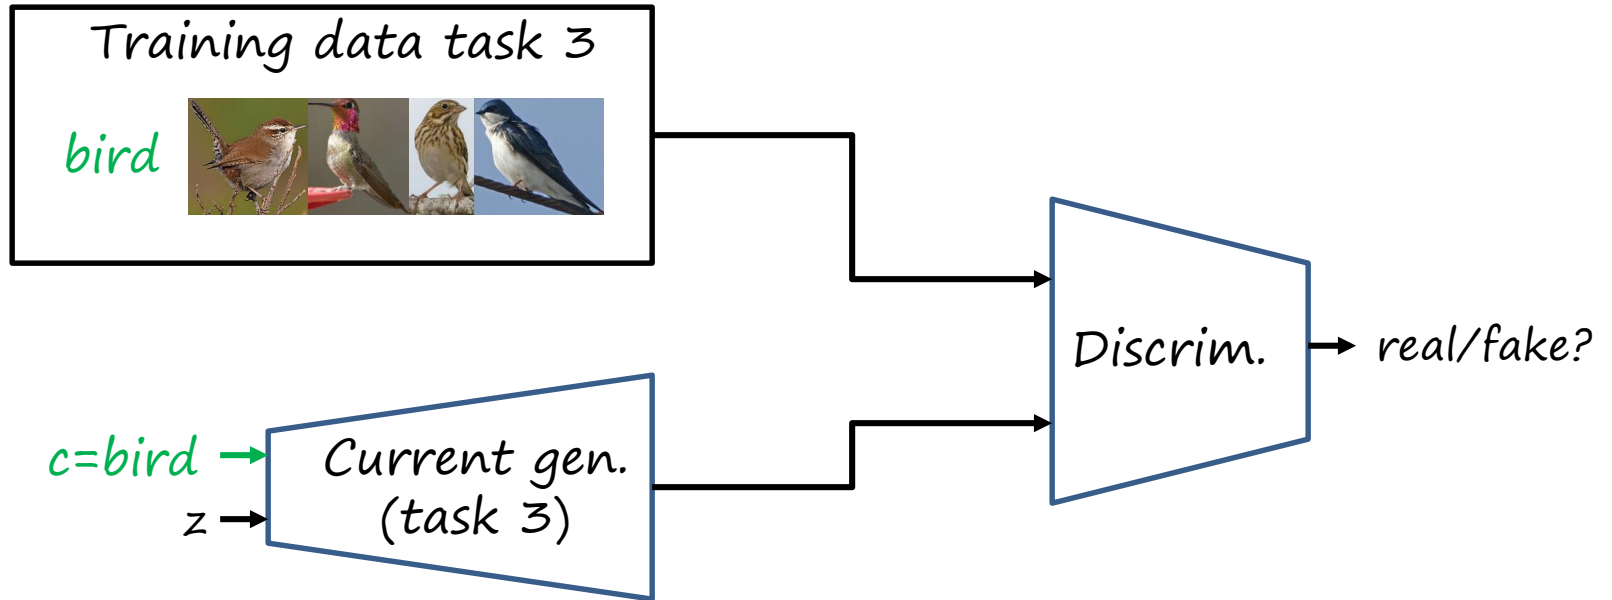 Training data task 3
bird
c=bird
z
Current gen.
(task 3)
Discrim.
real/fake?